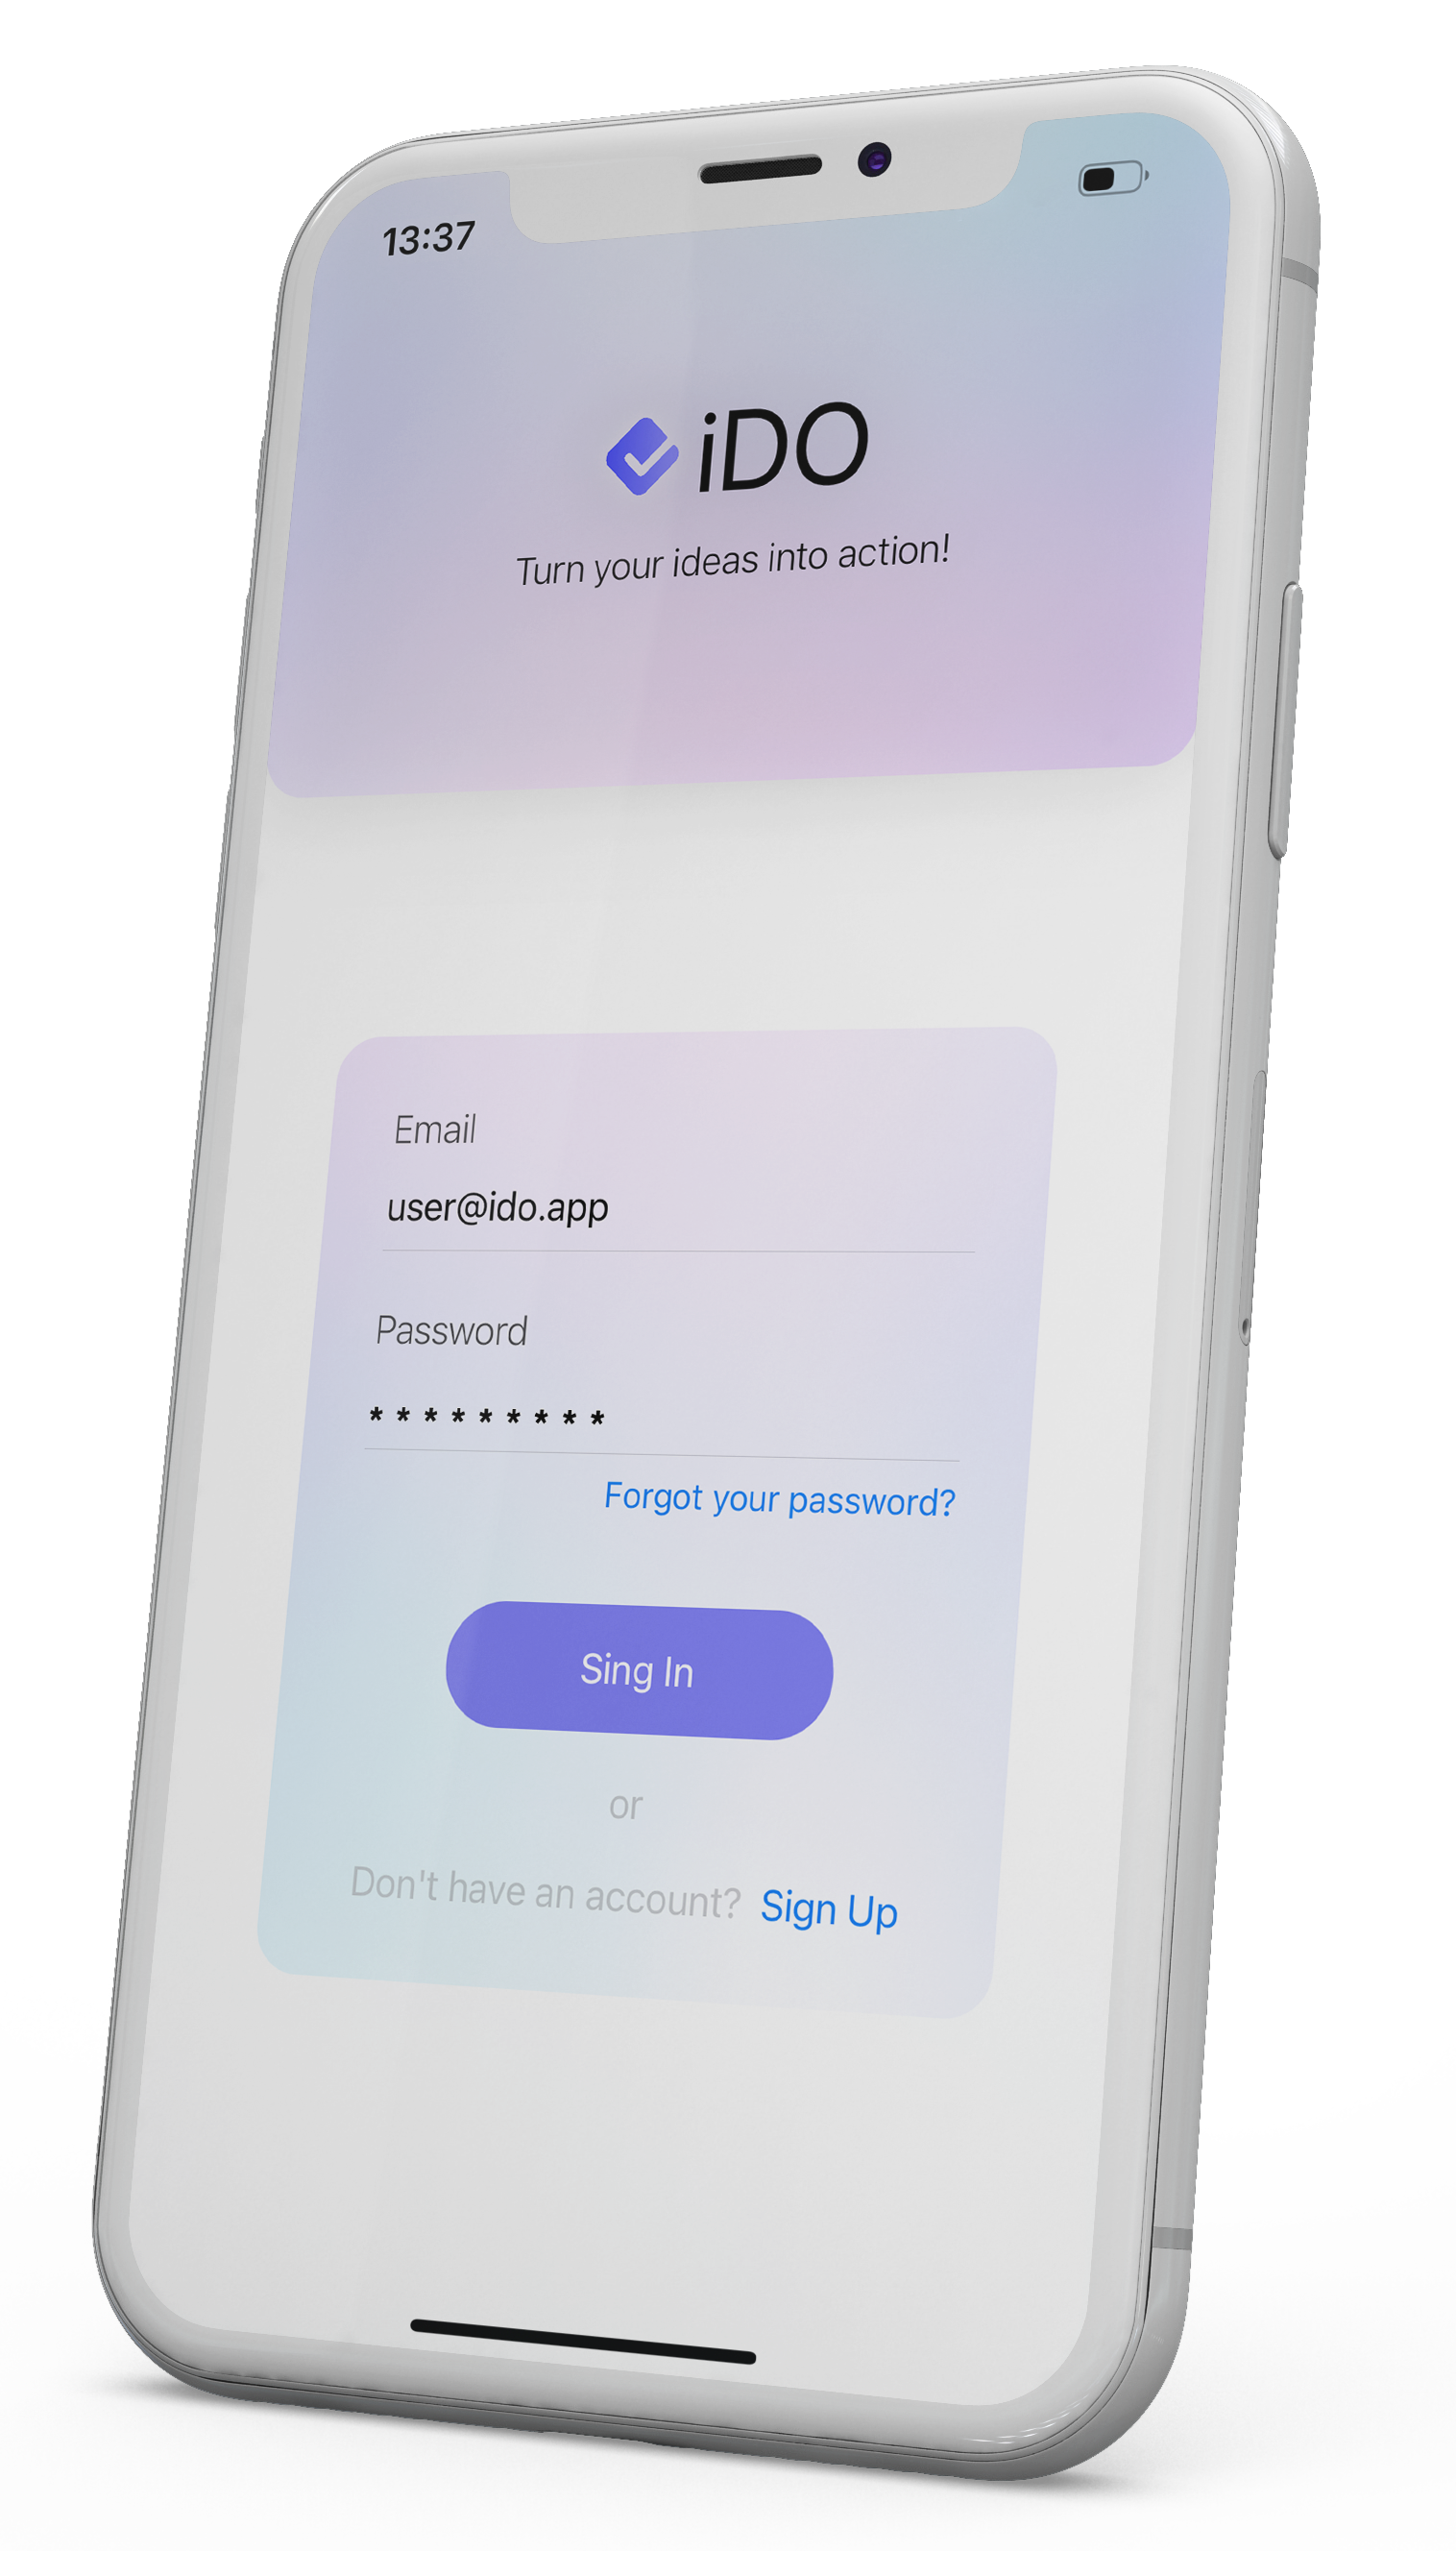 13:37
iDO
Turn your ideas into action!
Email
user@ido.app
Password
* * * * * * * * *
Forgot your password?
Sing In
or
Don't have an account? Sign Up